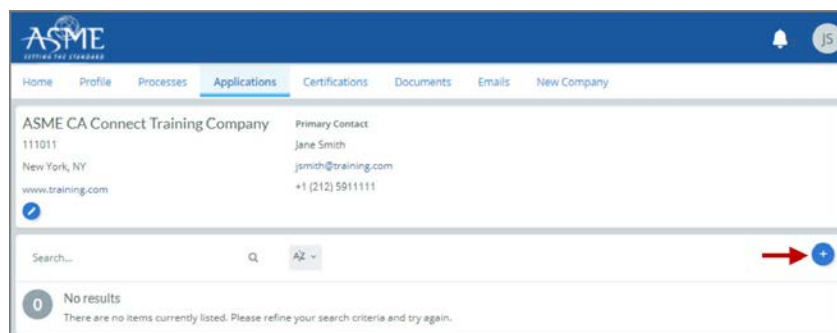 ASME
SETTING THE STANDARD
JS
Home Profile Processes Applications Certifications Documents Emails New Company
ASME CA Connect Training Company
111011
New York, NY
www.training.com
Primary Contact
Jane Smith
jsmith@training.com
+1 (212) 5911111
Search...
AZ
0
No results
There are no items currently listed. Please refine your search criteria and try again.